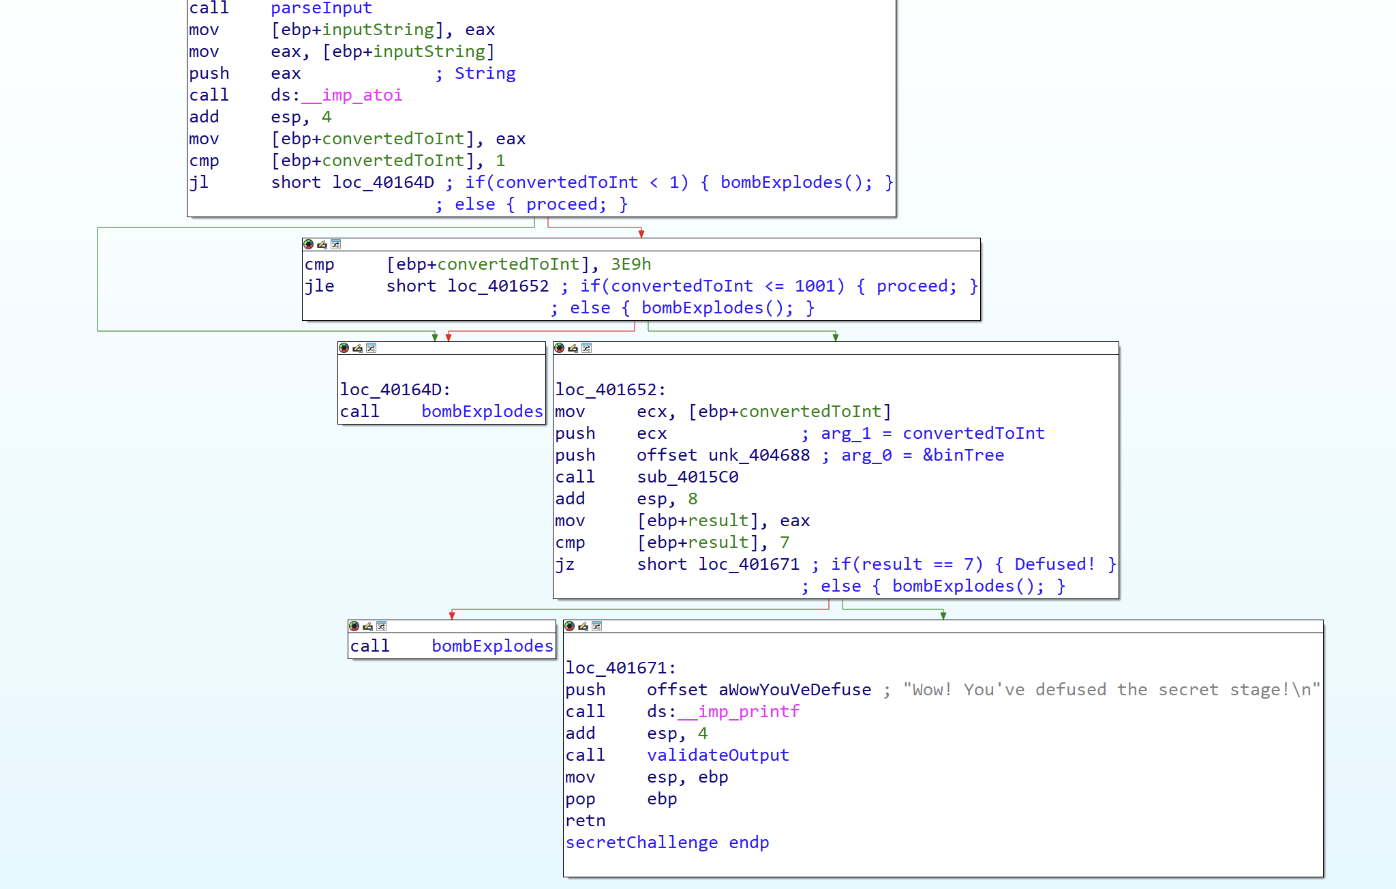 call parseInput
mov [ebp+inputString], eax
mov eax, [ebp+inputString]
push eax ; String
call ds:__imp_atoi
add esp, 4
mov [ebp+convertedToInt], eax
cmp [ebp+convertedToInt], 1
jl short loc_40164D ; if(convertedToInt < 1) { bombExplodes(); }
; else { proceed; }
cmp [ebp+convertedToInt], 3E9h
jle short loc_401652 ; if(convertedToInt <= 1001) { proceed; }
; else { bombExplodes(); }
loc_40164D:
call bombExplodes
loc_401652:
mov ecx, [ebp+convertedToInt]
push ecx ; arg_1 = convertedToInt
push offset unk_404688 ; arg_0 = &binTree
call sub_4015C0
add esp, 8
mov [ebp+result], eax
cmp [ebp+result], 7
jz short loc_401671 ; if(result == 7) { Defused! }
; else { bombExplodes(); }
call bombExplodes
loc_401671:
push offset aWowYouVeDefuse ; "Wow! You've defused the secret stage!\n"
call ds:__imp_printf
add esp, 4
call validateOutput
mov esp, ebp
pop ebp
retn
secretChallenge endp